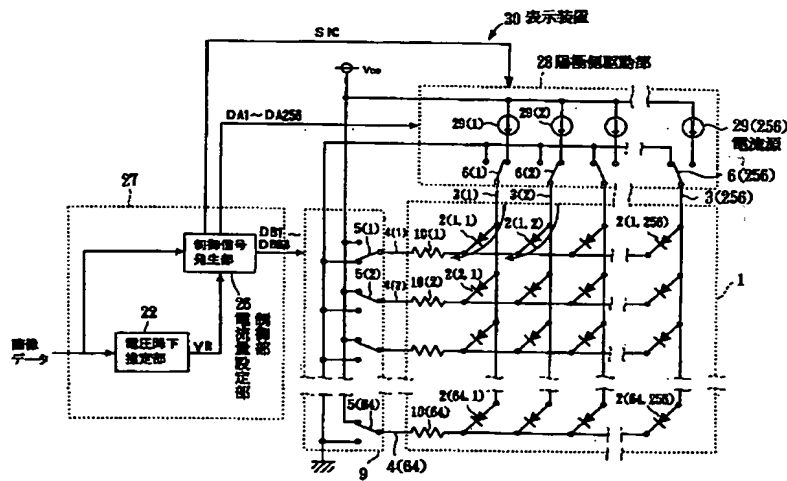 30 表示装置
SIC
Vcc
28 陽極側駆動部
DA1～DA256
29(1)
29(2)
29(256)
電流源
6(1)
6(2)
6(256)
3(1)
3(2)
3(256)
27
DB1～
DB64
制御信号
発生部
26
22
電圧降下
推定部
VR
画像
データ
5(1)
4(1)
10(1)
2(1,1)
2(1,2)
2(1,256)
5(2)
4(2)
10(2)
2(2,1)
1
5(64)
10(64)
2(64,1)
2(64,256)
4(64)
9